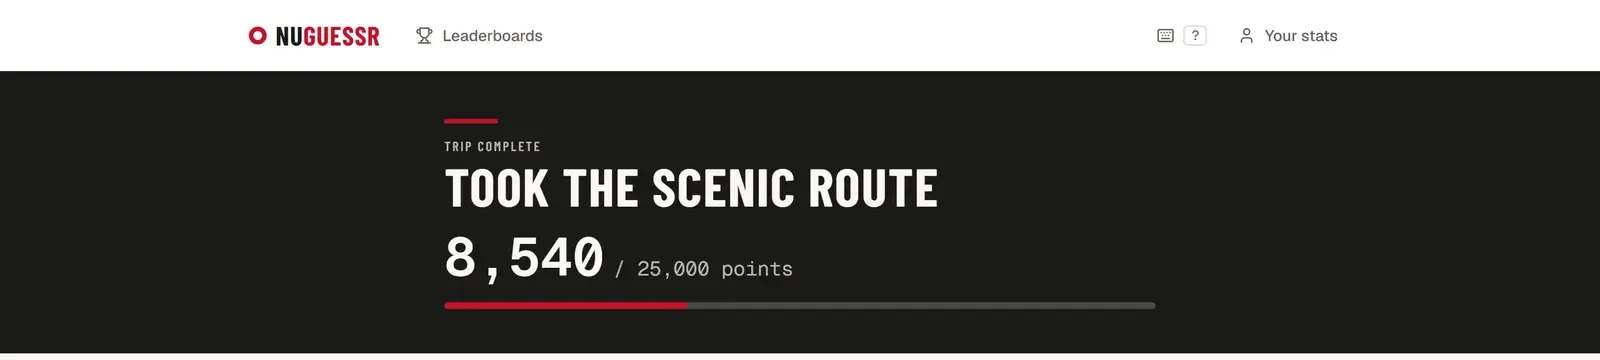 NUGUESSR Leaderboards ? Your stats
TRIP COMPLETE
TOOK THE SCENIC ROUTE
8,540 / 25,000 points